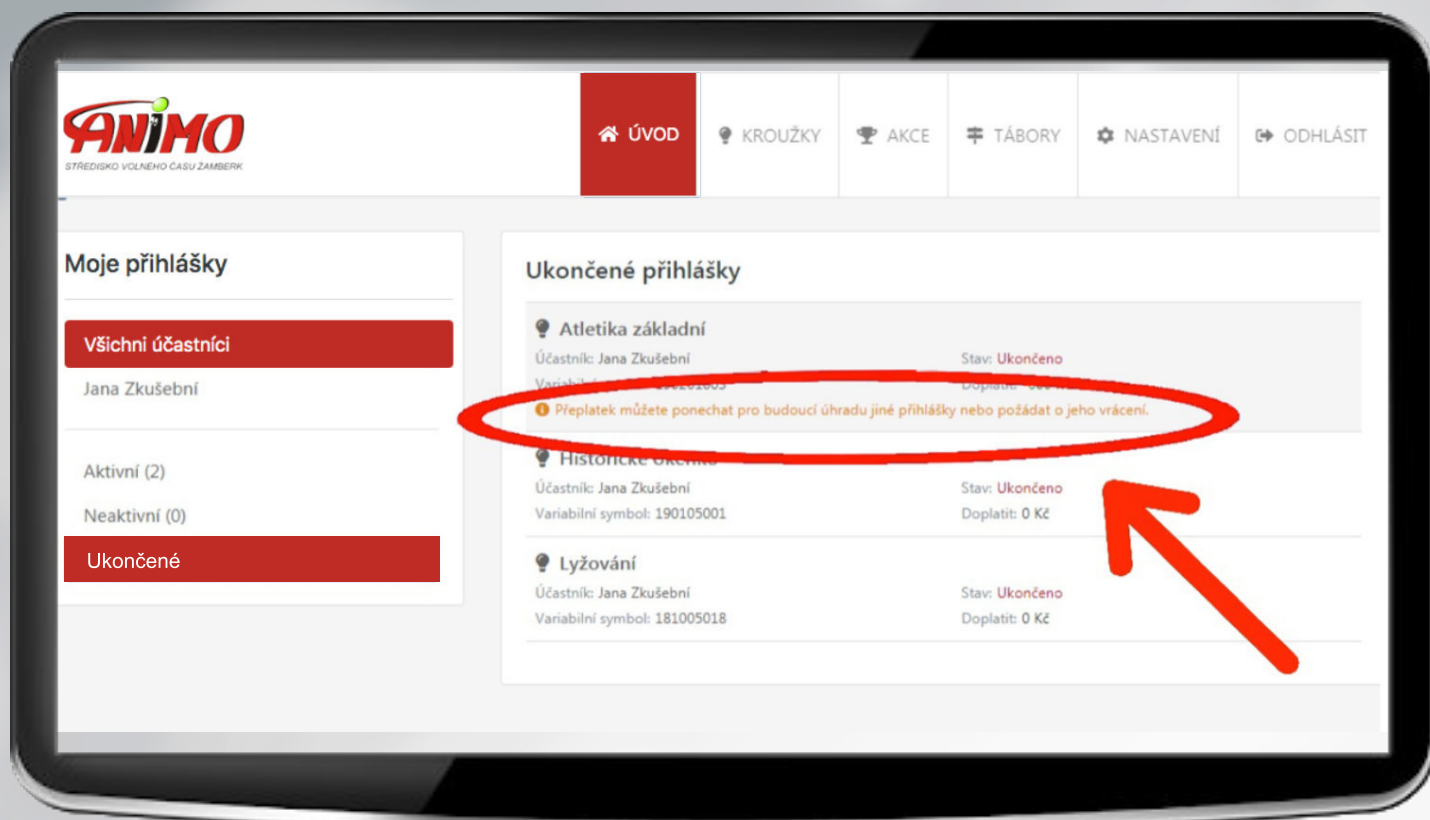 ANiMO
STŘEDISKO VOLNEHO ČASU ŽAMBERK
ÚVOD
KROUŽKY
AKCE
TÁBORY
NASTAVENÍ
ODHLÁSIT
Moje přihlášky
Všichni účastníci
Jana Zkušební
Aktivní (2)
Neaktivní (0)
Ukončené
Ukončené přihlášky
Atletika základní
Účastník: Jana Zkušební
Stav: Ukončeno
Doplatit:
Přeplatek můžete ponechat pro budoucí úhradu jiné přihlášky nebo požádat o jeho vrácení.
Historické
Účastník: Jana Zkušební
Stav: Ukončeno
Variabilní symbol: 190105001
Doplatit: 0 Kč
Lyžování
Účastník: Jana Zkušební
Stav: Ukončeno
Variabilní symbol: 181005018
Doplatit: 0 Kč